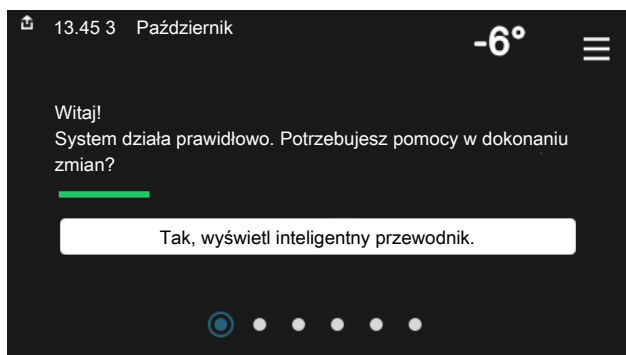 13.45 3 Październik
-6°
Witaj!
System działa prawidłowo. Potrzebujesz pomocy w dokonaniu
zmian?
Tak, wyświetl inteligentny przewodnik.